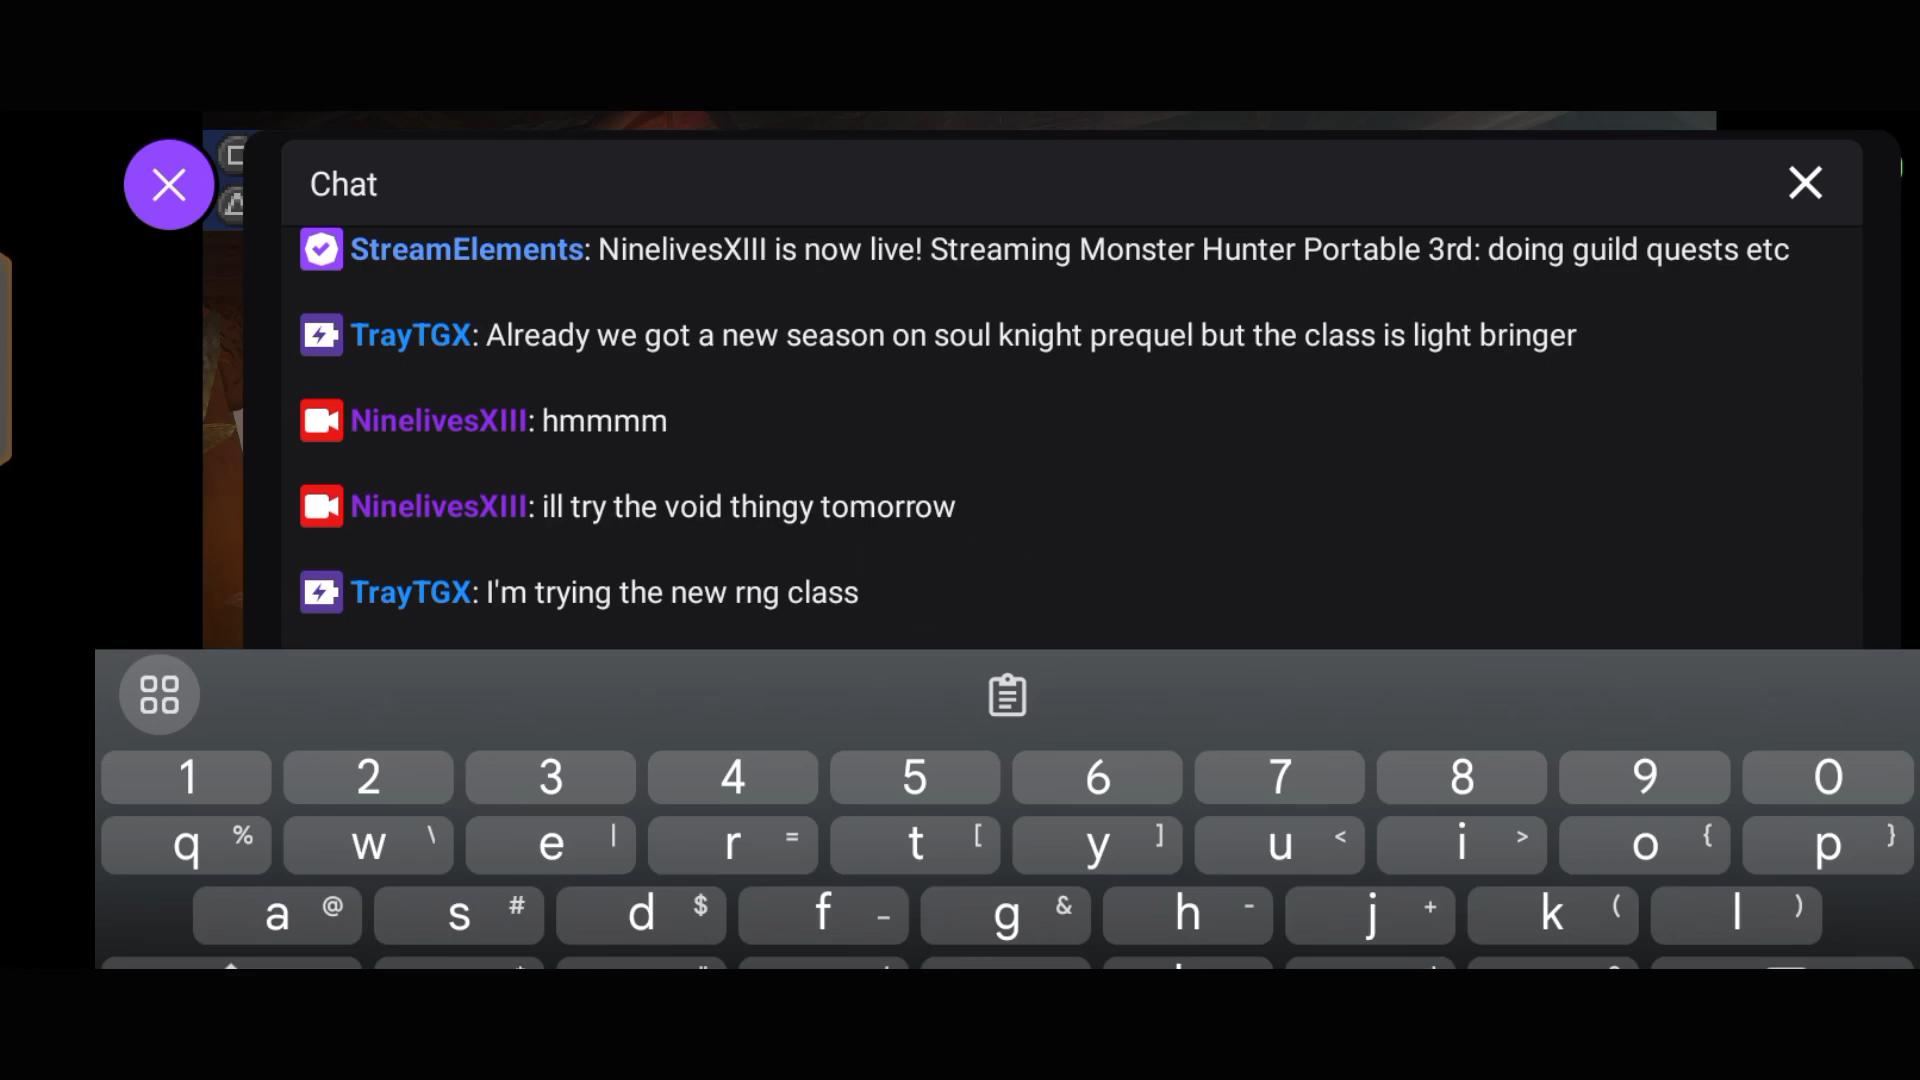 Chat
StreamElements: NinelivesXIII is now live! Streaming Monster Hunter Portable 3rd: doing guild quests etc
TrayTGX: Already we got a new season on soul knight prequel but the class is light bringer
NinelivesXIII: hmmmm
NinelivesXIII: ill try the void thingy tomorrow
TrayTGX: I'm trying the new rng class
1 2 3 4 5 6 7 8 9 0
q % w \ e | r = t [ y ] u < i > o { p }
a @ s # d $ f _ g & h - j + k ( l )